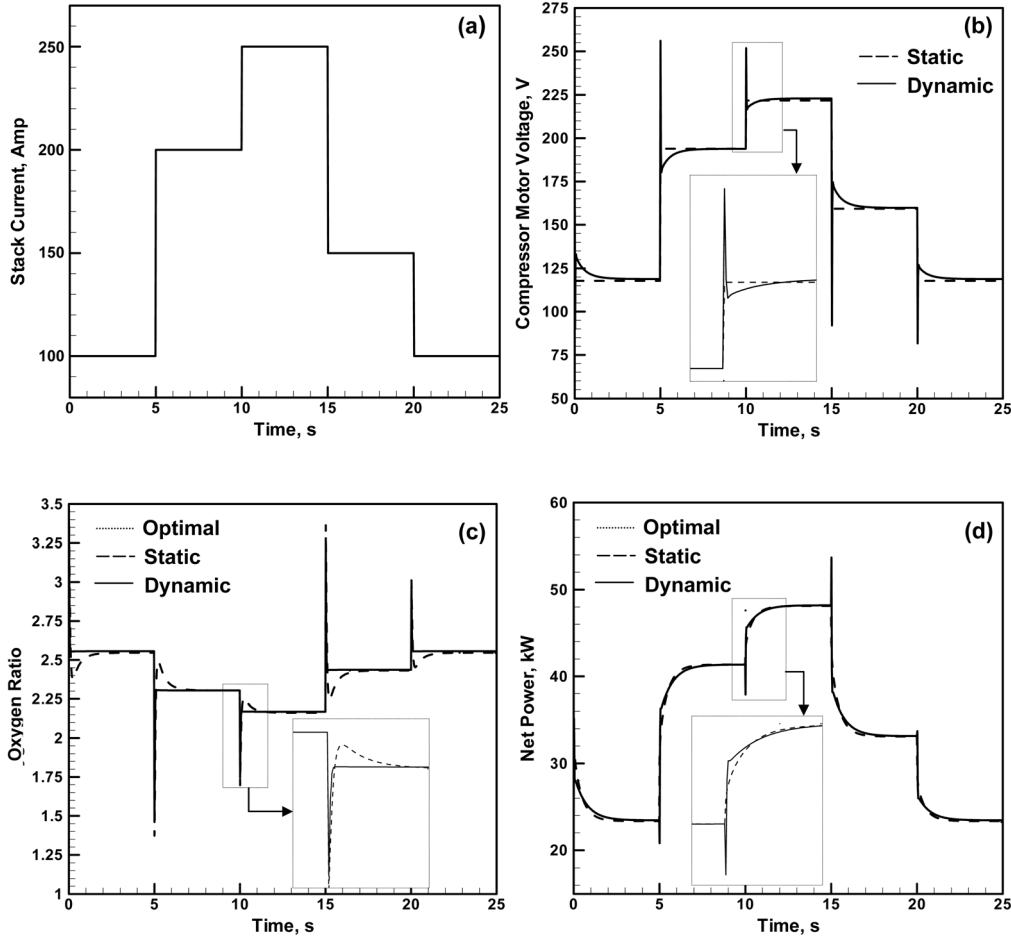 (a)
Stack Current, Amp
250
200
150
100
0 5 10 15 20 25
Time, s
(b)
Static
Dynamic
Compressor Motor Voltage, V
275
250
225
200
175
150
125
100
75
50
0 5 10 15 20 25
Time, s
(c)
Optimal
Static
Dynamic
Oxygen Ratio
3.5
3.25
3
2.75
2.5
2.25
2
1.75
1.5
1.25
1
0 5 10 15 20 25
Time, s
(d)
Optimal
Static
Dynamic
Net Power, kW
60
50
40
30
20
0 5 10 15 20 25
Time, s